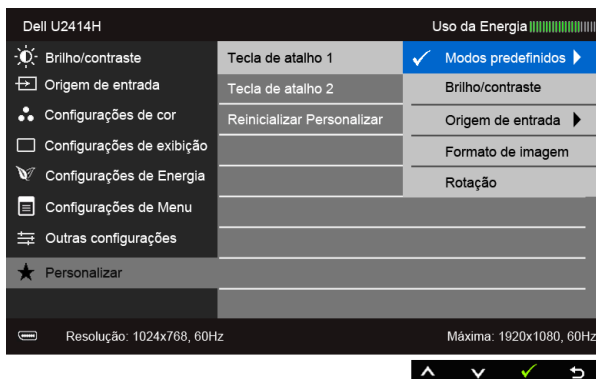 Dell U2414H
Uso da Energia
Brilho/contraste
Tecla de atalho 1
Modos predefinidos
Origem de entrada
Tecla de atalho 2
Brilho/contraste
Configurações de cor
Reinicializar Personalizar
Origem de entrada
Configurações de exibição
Formato de imagem
Configurações de Energia
Rotação
Configurações de Menu
Outras configurações
Personalizar
Resolução: 1024x768, 60Hz
Máxima: 1920x1080, 60Hz